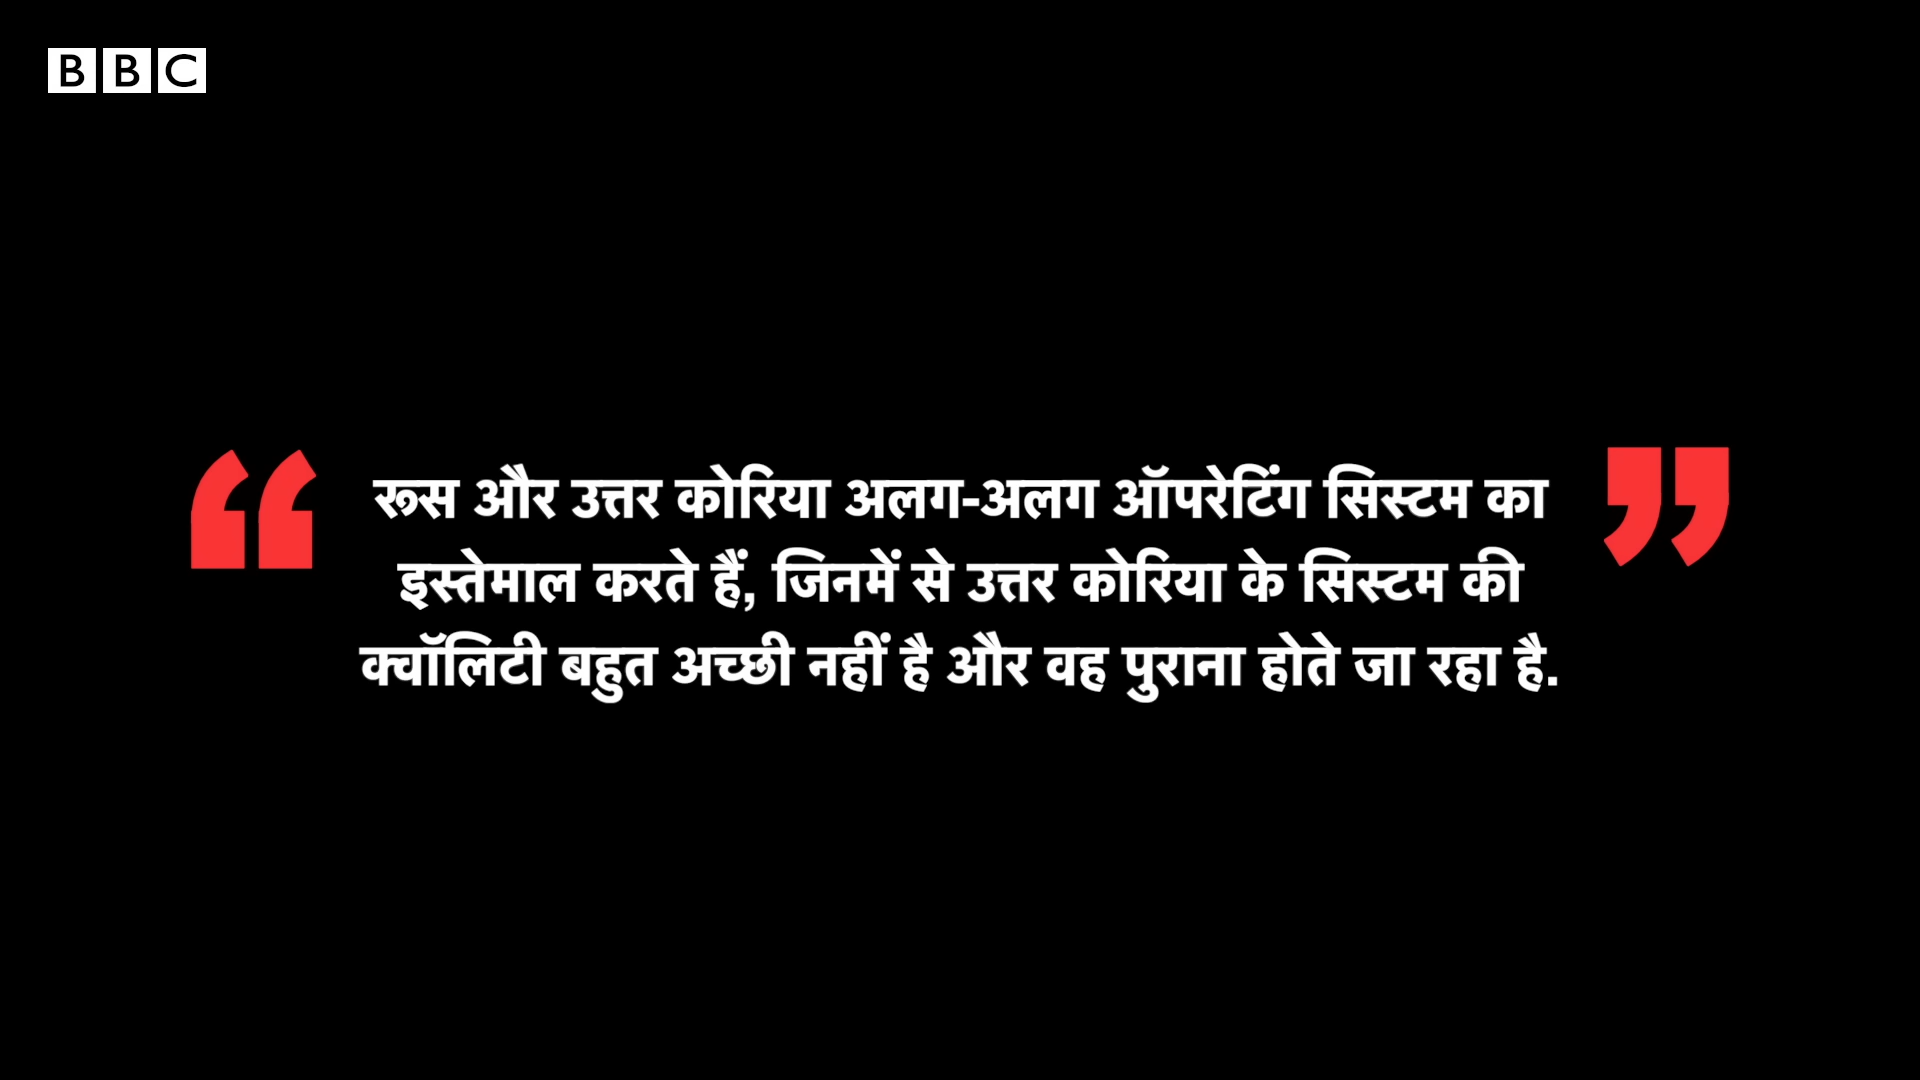 BBC
“ रूस और उत्तर कोरिया अलग-अलग ऑपरेटिंग सिस्टम का ”
इस्तेमाल करते हैं, जिनमें से उत्तर कोरिया के सिस्टम की
क्वॉलिटी बहुत अच्छी नहीं है और वह पुराना होते जा रहा है.